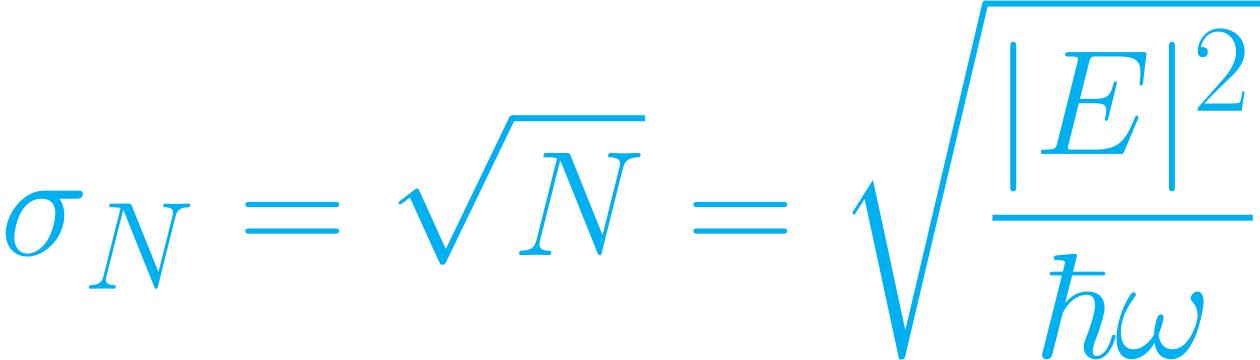 σ_N = √N = √(|E|²/ħω)